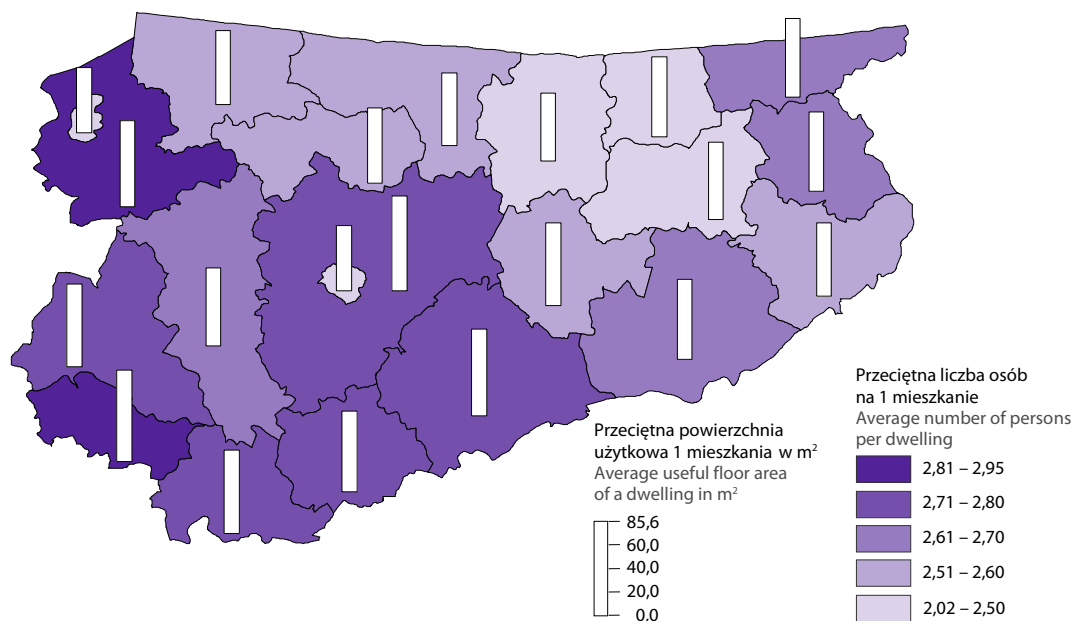 Przeciętna powierzchnia
użytkowa 1 mieszkania w m²
Average useful floor area
of a dwelling in m²
85,6
60,0
40,0
20,0
0,0
Przeciętna liczba osób
na 1 mieszkanie
Average number of persons
per dwelling
2,81 – 2,95
2,71 – 2,80
2,61 – 2,70
2,51 – 2,60
2,02 – 2,50